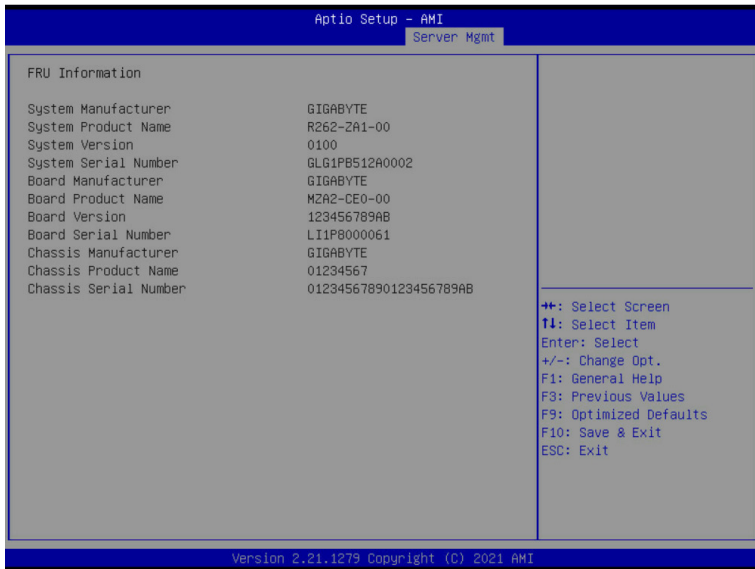 Aptio Setup – AMI
Server Mgmt
FRU Information
System Manufacturer GIGABYTE
System Product Name R262-ZA1-00
System Version 0100
System Serial Number GLG1PB512A0002
Board Manufacturer GIGABYTE
Board Product Name MZA2-CE0-00
Board Version 123456789AB
Board Serial Number LI1P8000061
Chassis Manufacturer GIGABYTE
Chassis Product Name 01234567
Chassis Serial Number 01234567890123456789AB
→←: Select Screen
↑↓: Select Item
Enter: Select
+/-: Change Opt.
F1: General Help
F3: Previous Values
F9: Optimized Defaults
F10: Save & Exit
ESC: Exit
Version 2.21.1279 Copyright (C) 2021 AMI